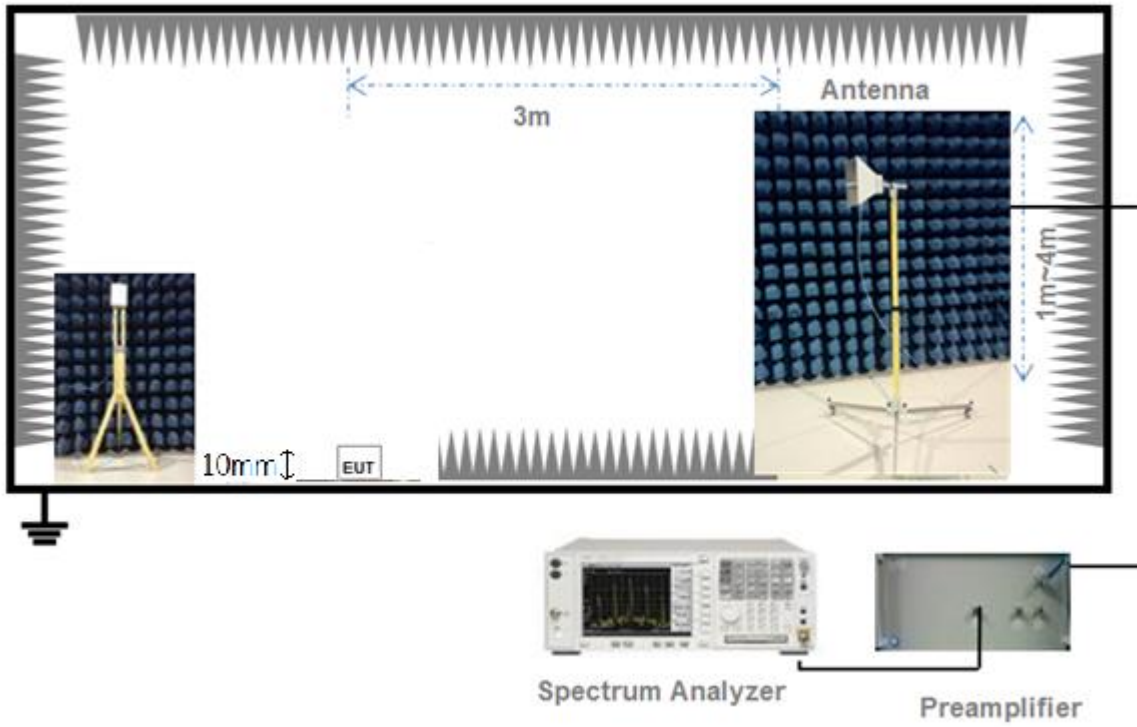 Antenna
3m
1m~4m
10mm
EUT
Spectrum Analyzer
Preamplifier